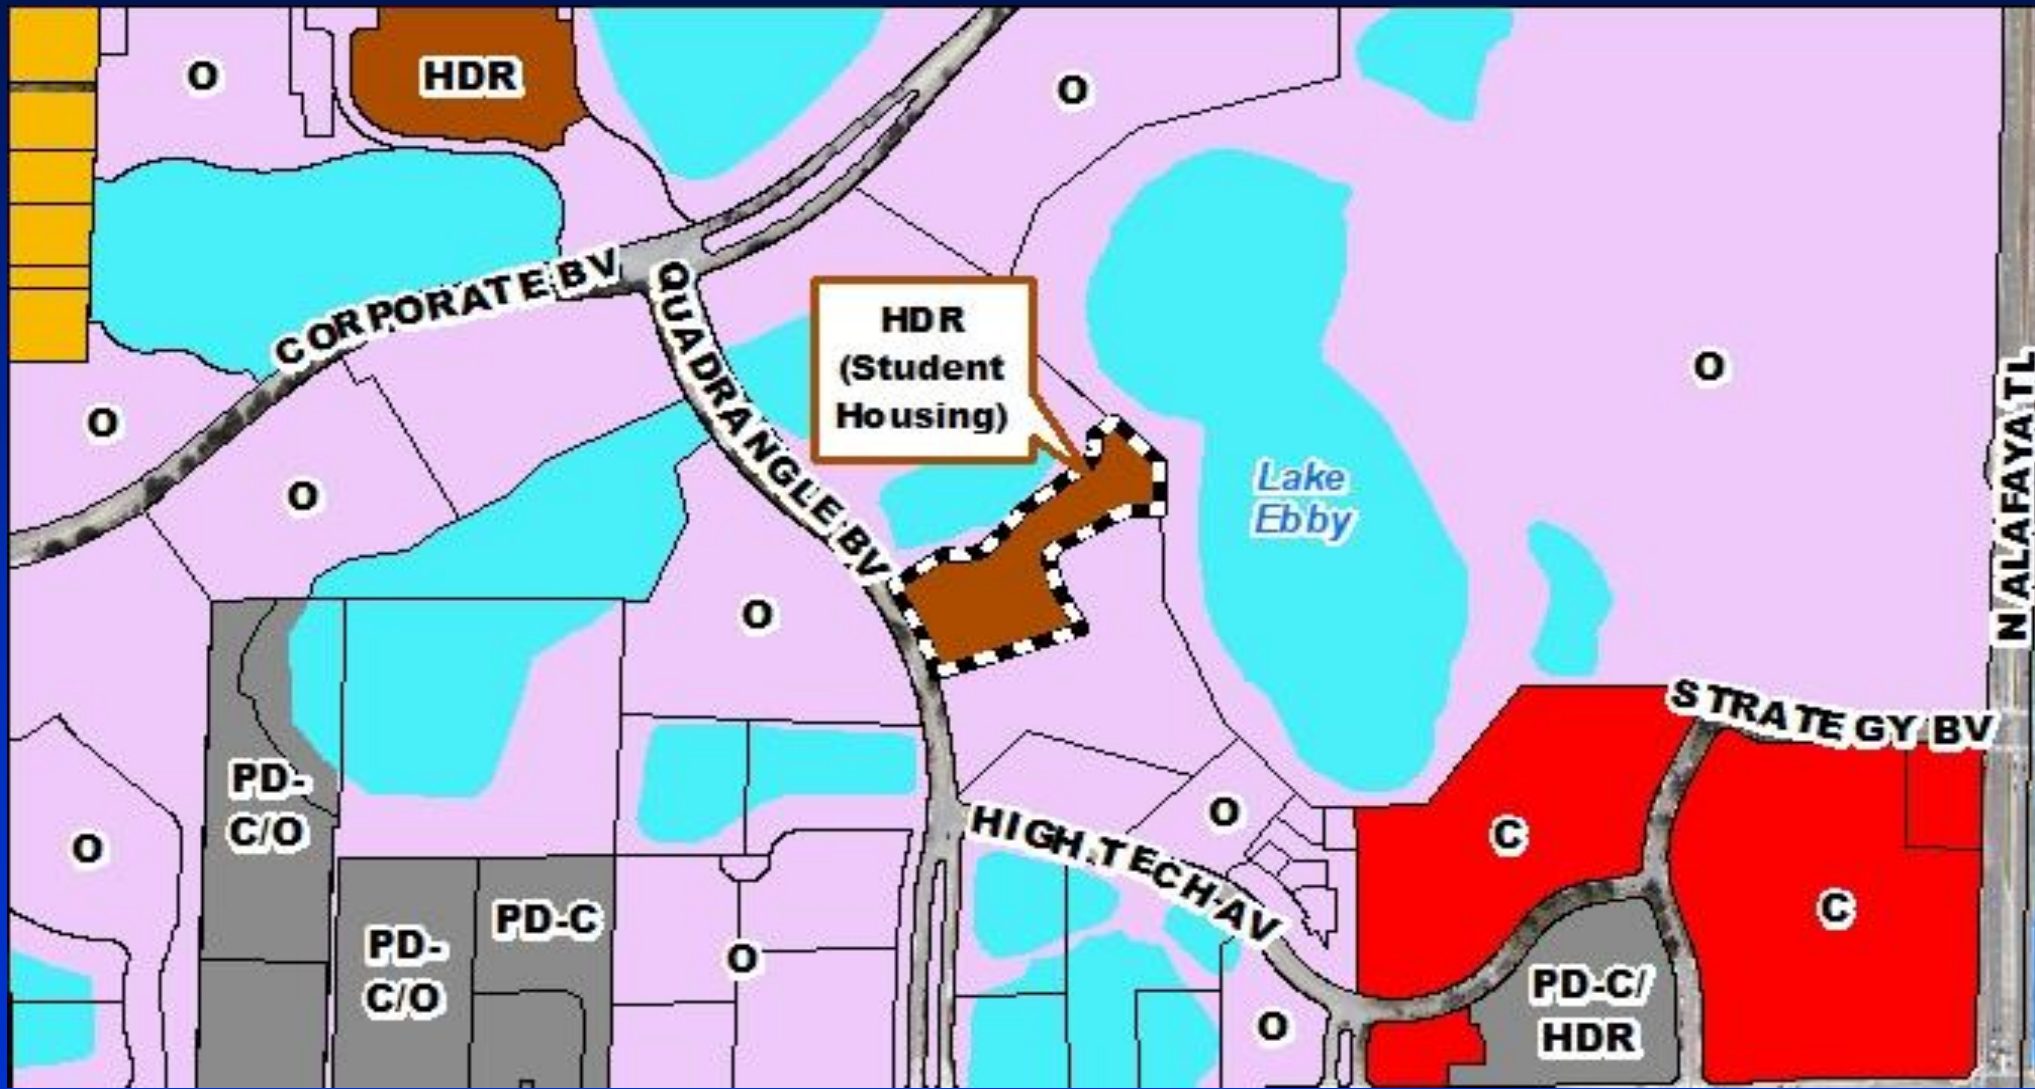 O
HDR
O
CORPORATE BV
QUADRANGLE BV
HDR
(Student
Housing)
O
N ALAFAYA TL
O
O
Lake
Ebby
O
STRATEGY BV
PD-
C/O
O
HIGH TECH AV
O
C
PD-
C/O
PD-C
O
C
PD-C/
HDR
O